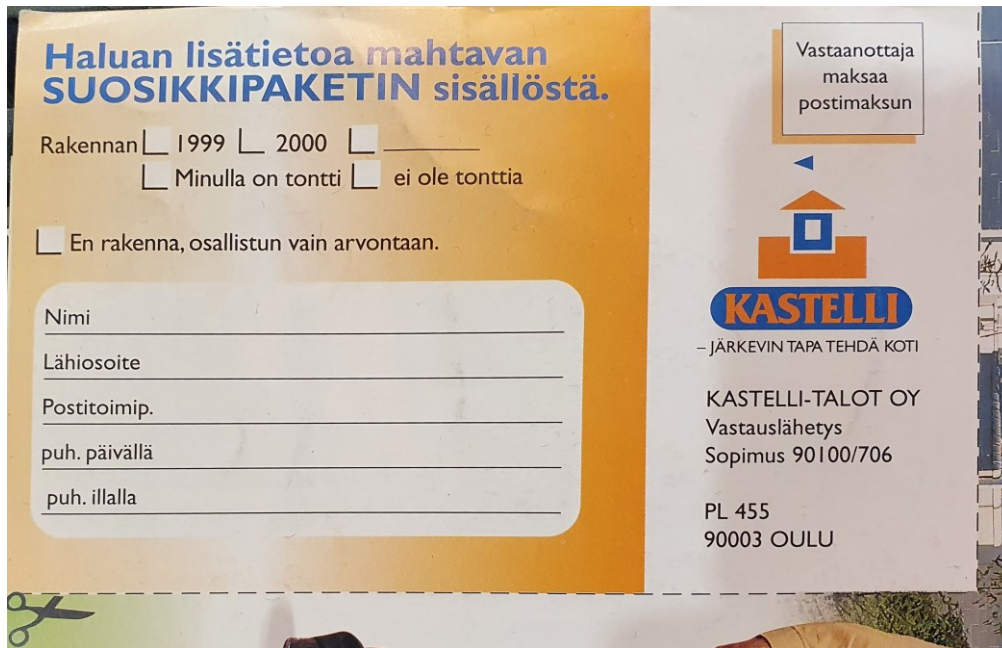 Haluan lisätietoa mahtavan
SUOSIKKIPAKETIN sisällöstä.
Rakennan 1999 2000 
Minulla on tontti ei ole tonttia
En rakenna, osallistun vain arvontaan.
Nimi
Lähiosoite
Postitoimip.
puh. päivällä
puh. illalla
Vastaanottaja
maksaa
postimaksun
KASTELLI
– JÄRKEVIN TAPA TEHDÄ KOTI
KASTELLI-TALOT OY
Vastauslähetys
Sopimus 90100/706
PL 455
90003 OULU